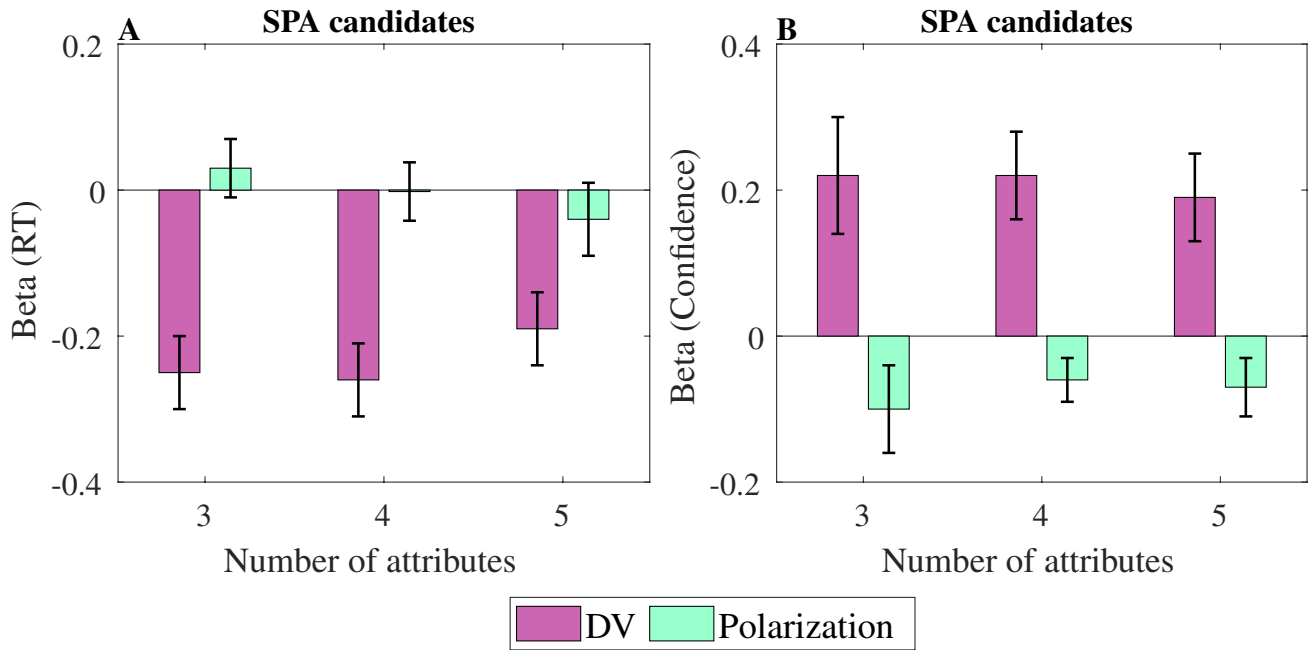 A
SPA candidates
0.2
0
-0.2
-0.4
Beta (RT)
3
4
5
Number of attributes
B
SPA candidates
0.4
0.2
0
-0.2
Beta (Confidence)
3
4
5
Number of attributes
DV
Polarization